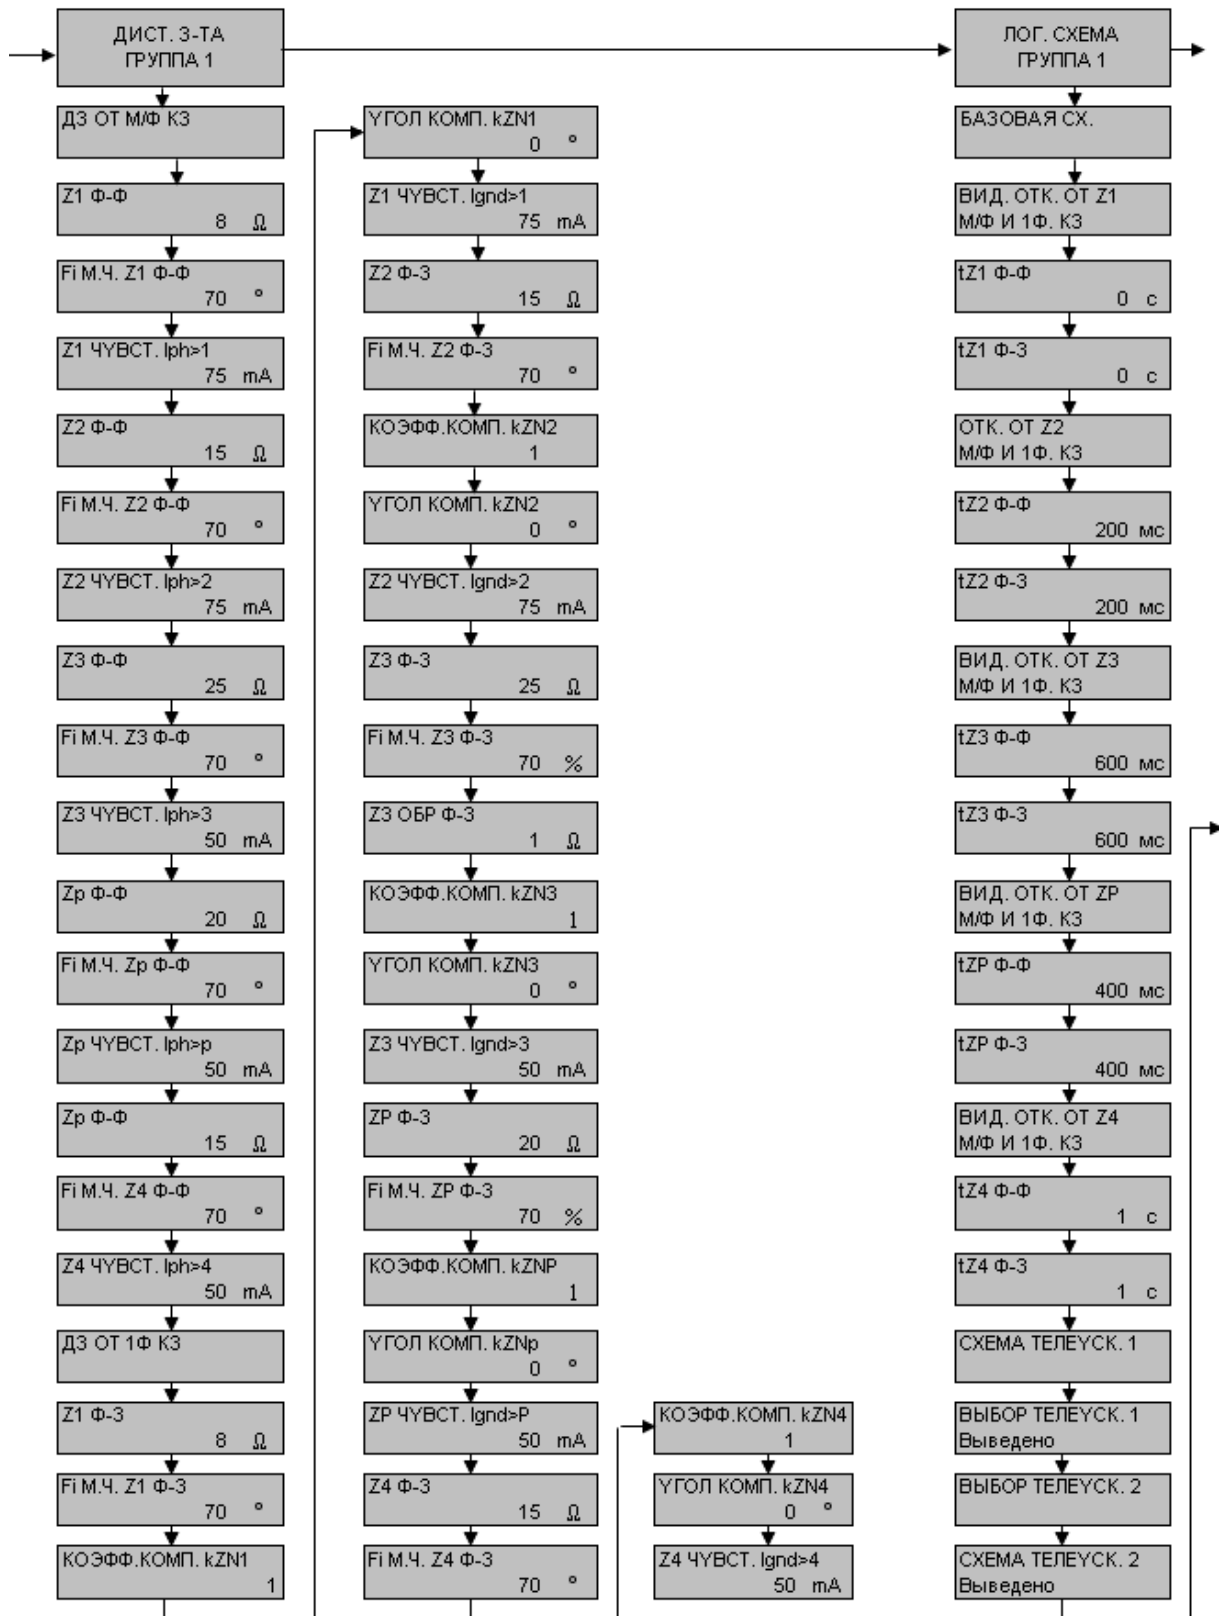 ДИСТ. З-ТА
ГРУППА 1
ДЗ ОТ М/Ф КЗ
Z1 Ф-Ф
8 Ω
Fi М.Ч. Z1 Ф-Ф
70 °
Z1 ЧУВСТ. Iph>1
75 mA
Z2 Ф-Ф
15 Ω
Fi М.Ч. Z2 Ф-Ф
70 °
Z2 ЧУВСТ. Iph>2
75 mA
Z3 Ф-Ф
25 Ω
Fi М.Ч. Z3 Ф-Ф
70 °
Z3 ЧУВСТ. Iph>3
50 mA
Zp Ф-Ф
20 Ω
Fi М.Ч. Zp Ф-Ф
70 °
Zp ЧУВСТ. Iph>p
50 mA
Zp Ф-Ф
15 Ω
Fi М.Ч. Z4 Ф-Ф
70 °
Z4 ЧУВСТ. Iph>4
50 mA
ДЗ ОТ 1Ф КЗ
Z1 Ф-З
8 Ω
Fi М.Ч. Z1 Ф-З
70 °
КОЭФФ.КОМП. kZN1
1
УГОЛ КОМП. kZN1
0 °
Z1 ЧУВСТ. Ignd>1
75 mA
Z2 Ф-З
15 Ω
Fi М.Ч. Z2 Ф-З
70 °
КОЭФФ.КОМП. kZN2
1
УГОЛ КОМП. kZN2
0 °
Z2 ЧУВСТ. Ignd>2
75 mA
Z3 Ф-З
25 Ω
Fi М.Ч. Z3 Ф-З
70 %
Z3 ОБР Ф-З
1 Ω
КОЭФФ.КОМП. kZN3
1
УГОЛ КОМП. kZN3
0 °
Z3 ЧУВСТ. Ignd>3
50 mA
ZP Ф-З
20 Ω
Fi М.Ч. ZP Ф-З
70 %
КОЭФФ.КОМП. kZNP
1
УГОЛ КОМП. kZNp
0 °
ZP ЧУВСТ. Ignd>P
50 mA
Z4 Ф-З
15 Ω
Fi М.Ч. Z4 Ф-З
70 °
КОЭФФ.КОМП. kZN4
1
УГОЛ КОМП. kZN4
0 °
Z4 ЧУВСТ. Ignd>4
50 mA
ЛОГ. СХЕМА
ГРУППА 1
БАЗОВАЯ СХ.
ВИД. ОТК. ОТ Z1
М/Ф И 1Ф. КЗ
tZ1 Ф-Ф
0 с
tZ1 Ф-З
0 с
ОТК. ОТ Z2
М/Ф И 1Ф. КЗ
tZ2 Ф-Ф
200 мс
tZ2 Ф-З
200 мс
ВИД. ОТК. ОТ Z3
М/Ф И 1Ф. КЗ
tZ3 Ф-Ф
600 мс
tZ3 Ф-З
600 мс
ВИД. ОТК. ОТ ZP
М/Ф И 1Ф. КЗ
tZP Ф-Ф
400 мс
tZP Ф-З
400 мс
ВИД. ОТК. ОТ Z4
М/Ф И 1Ф. КЗ
tZ4 Ф-Ф
1 с
tZ4 Ф-З
1 с
СХЕМА ТЕЛЕУСК. 1
ВЫБОР ТЕЛЕУСК. 1
Выведено
ВЫБОР ТЕЛЕУСК. 2
СХЕМА ТЕЛЕУСК. 2
Выведено